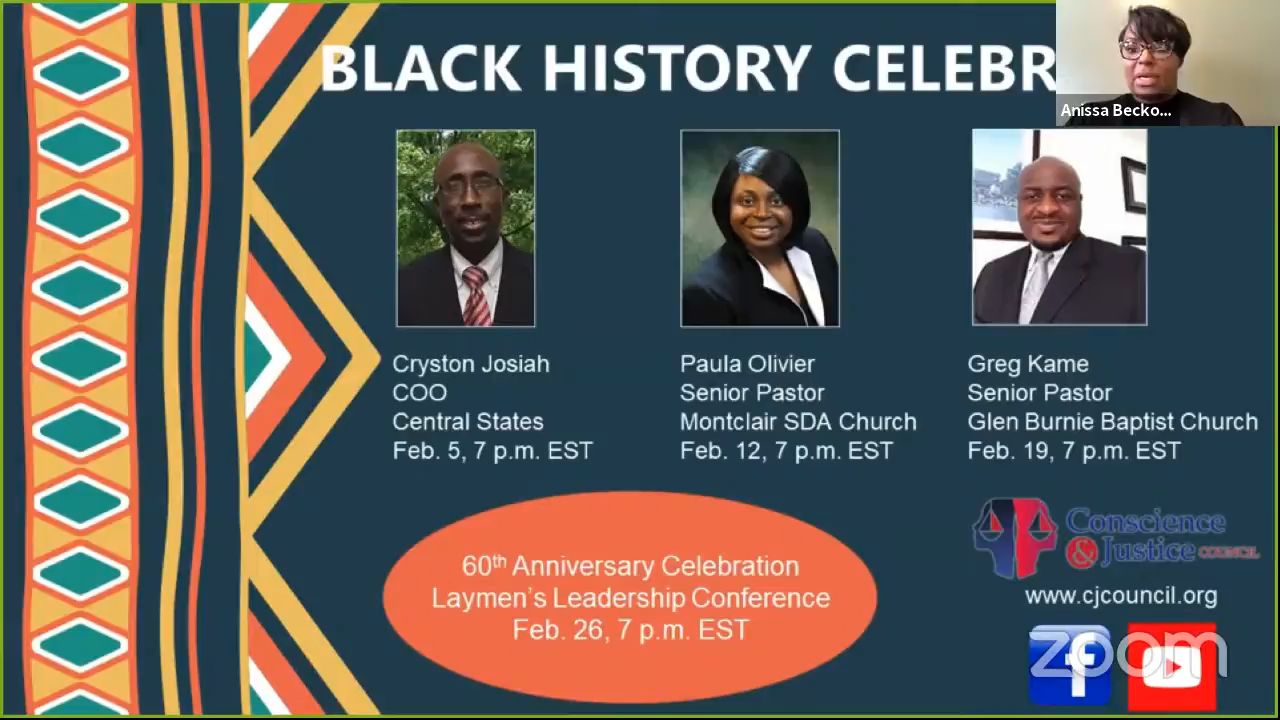 BLACK HISTORY CELEBR
Anissa Becko...
Cryston Josiah
COO
Central States
Feb. 5, 7 p.m. EST
Paula Olivier
Senior Pastor
Montclair SDA Church
Feb. 12, 7 p.m. EST
Greg Kame
Senior Pastor
Glen Burnie Baptist Church
Feb. 19, 7 p.m. EST
60th Anniversary Celebration
Laymen's Leadership Conference
Feb. 26, 7 p.m. EST
Conscience
& Justice COUNCIL
www.cjcouncil.org
zoom
f